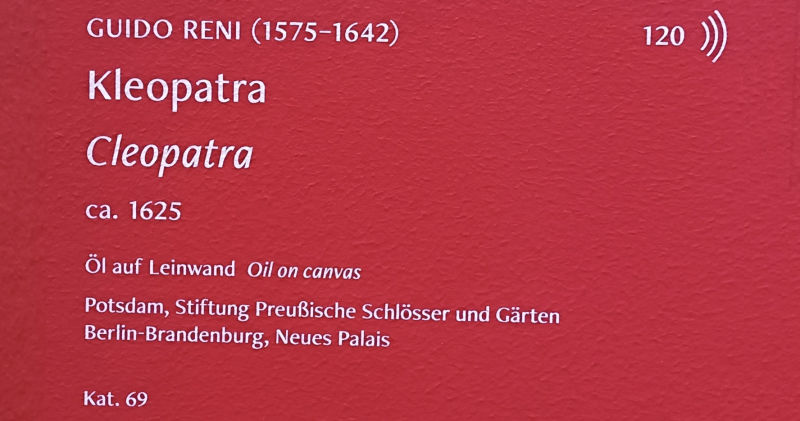 GUIDO RENI (1575–1642)
120
Kleopatra
Cleopatra
ca. 1625
Öl auf Leinwand Oil on canvas
Potsdam, Stiftung Preußische Schlösser und Gärten
Berlin-Brandenburg, Neues Palais
Kat. 69